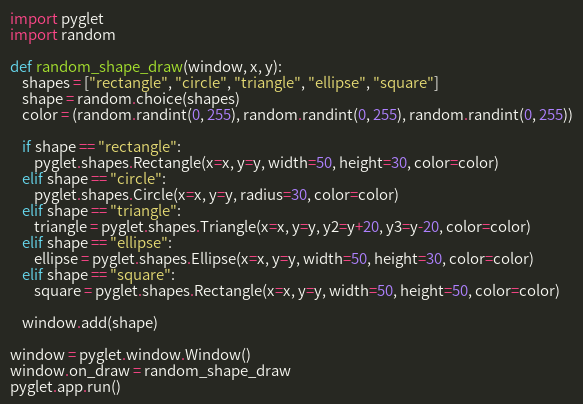 import pyglet
import random

def random_shape_draw(window, x, y):
    shapes = ["rectangle", "circle", "triangle", "ellipse", "square"]
    shape = random.choice(shapes)
    color = (random.randint(0, 255), random.randint(0, 255), random.randint(0, 255))

    if shape == "rectangle":
        pyglet.shapes.Rectangle(x=x, y=y, width=50, height=30, color=color)
    elif shape == "circle":
        pyglet.shapes.Circle(x=x, y=y, radius=30, color=color)
    elif shape == "triangle":
        triangle = pyglet.shapes.Triangle(x=x, y=y, y2=y+20, y3=y-20, color=color)
    elif shape == "ellipse":
        ellipse = pyglet.shapes.Ellipse(x=x, y=y, width=50, height=30, color=color)
    elif shape == "square":
        square = pyglet.shapes.Rectangle(x=x, y=y, width=50, height=50, color=color)

    window.add(shape)

window = pyglet.window.Window()
window.on_draw = random_shape_draw
pyglet.app.run()